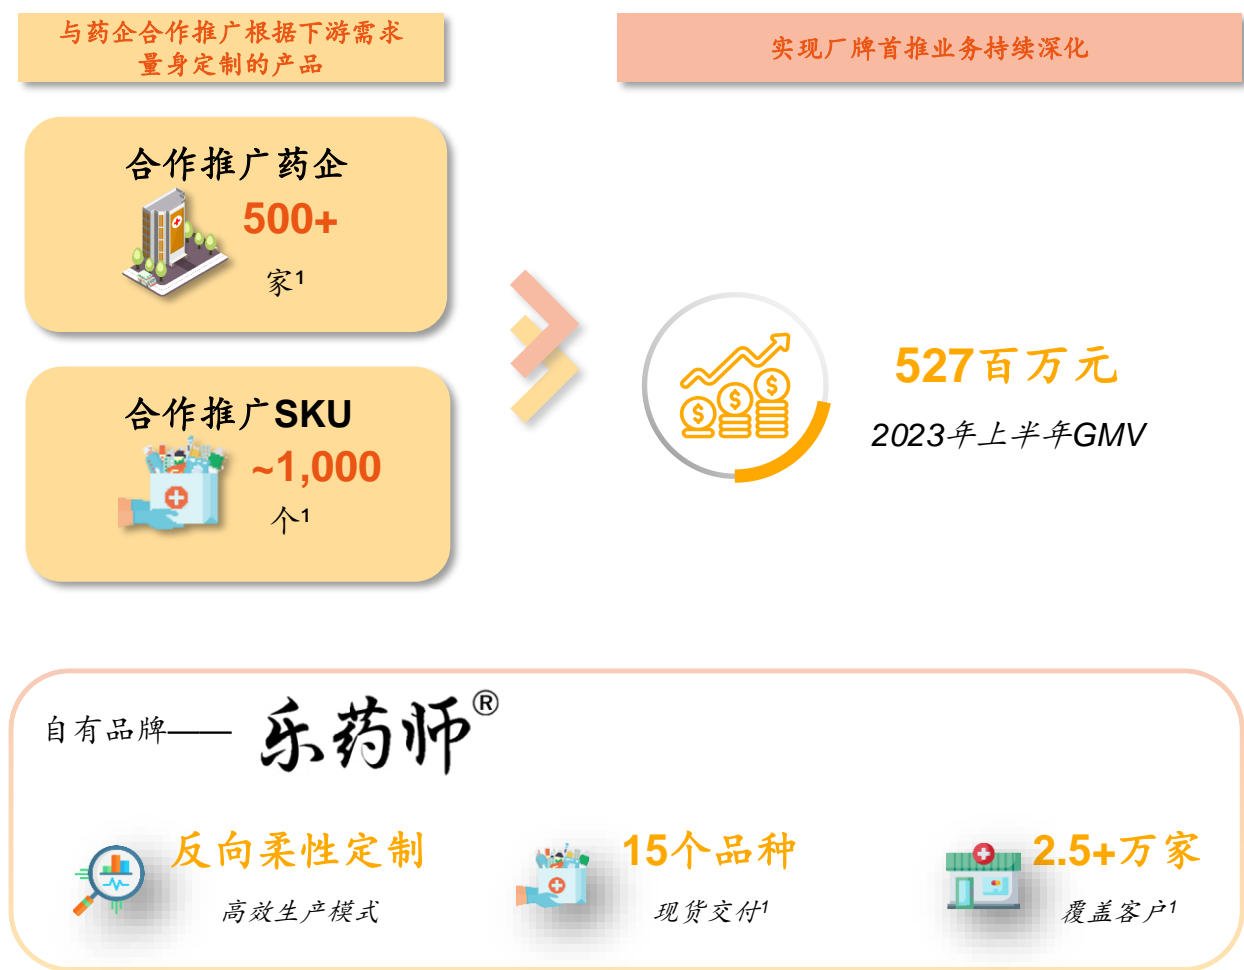 与药企合作推广根据下游需求
量身定制的产品
实现厂牌首推业务持续深化
合作推广药企
500+
家¹
合作推广SKU
~1,000
个¹
527百万元
2023年上半年GMV
自有品牌——
乐药师®
反向柔性定制
高效生产模式
15个品种
现货交付¹
2.5+万家
覆盖客户¹